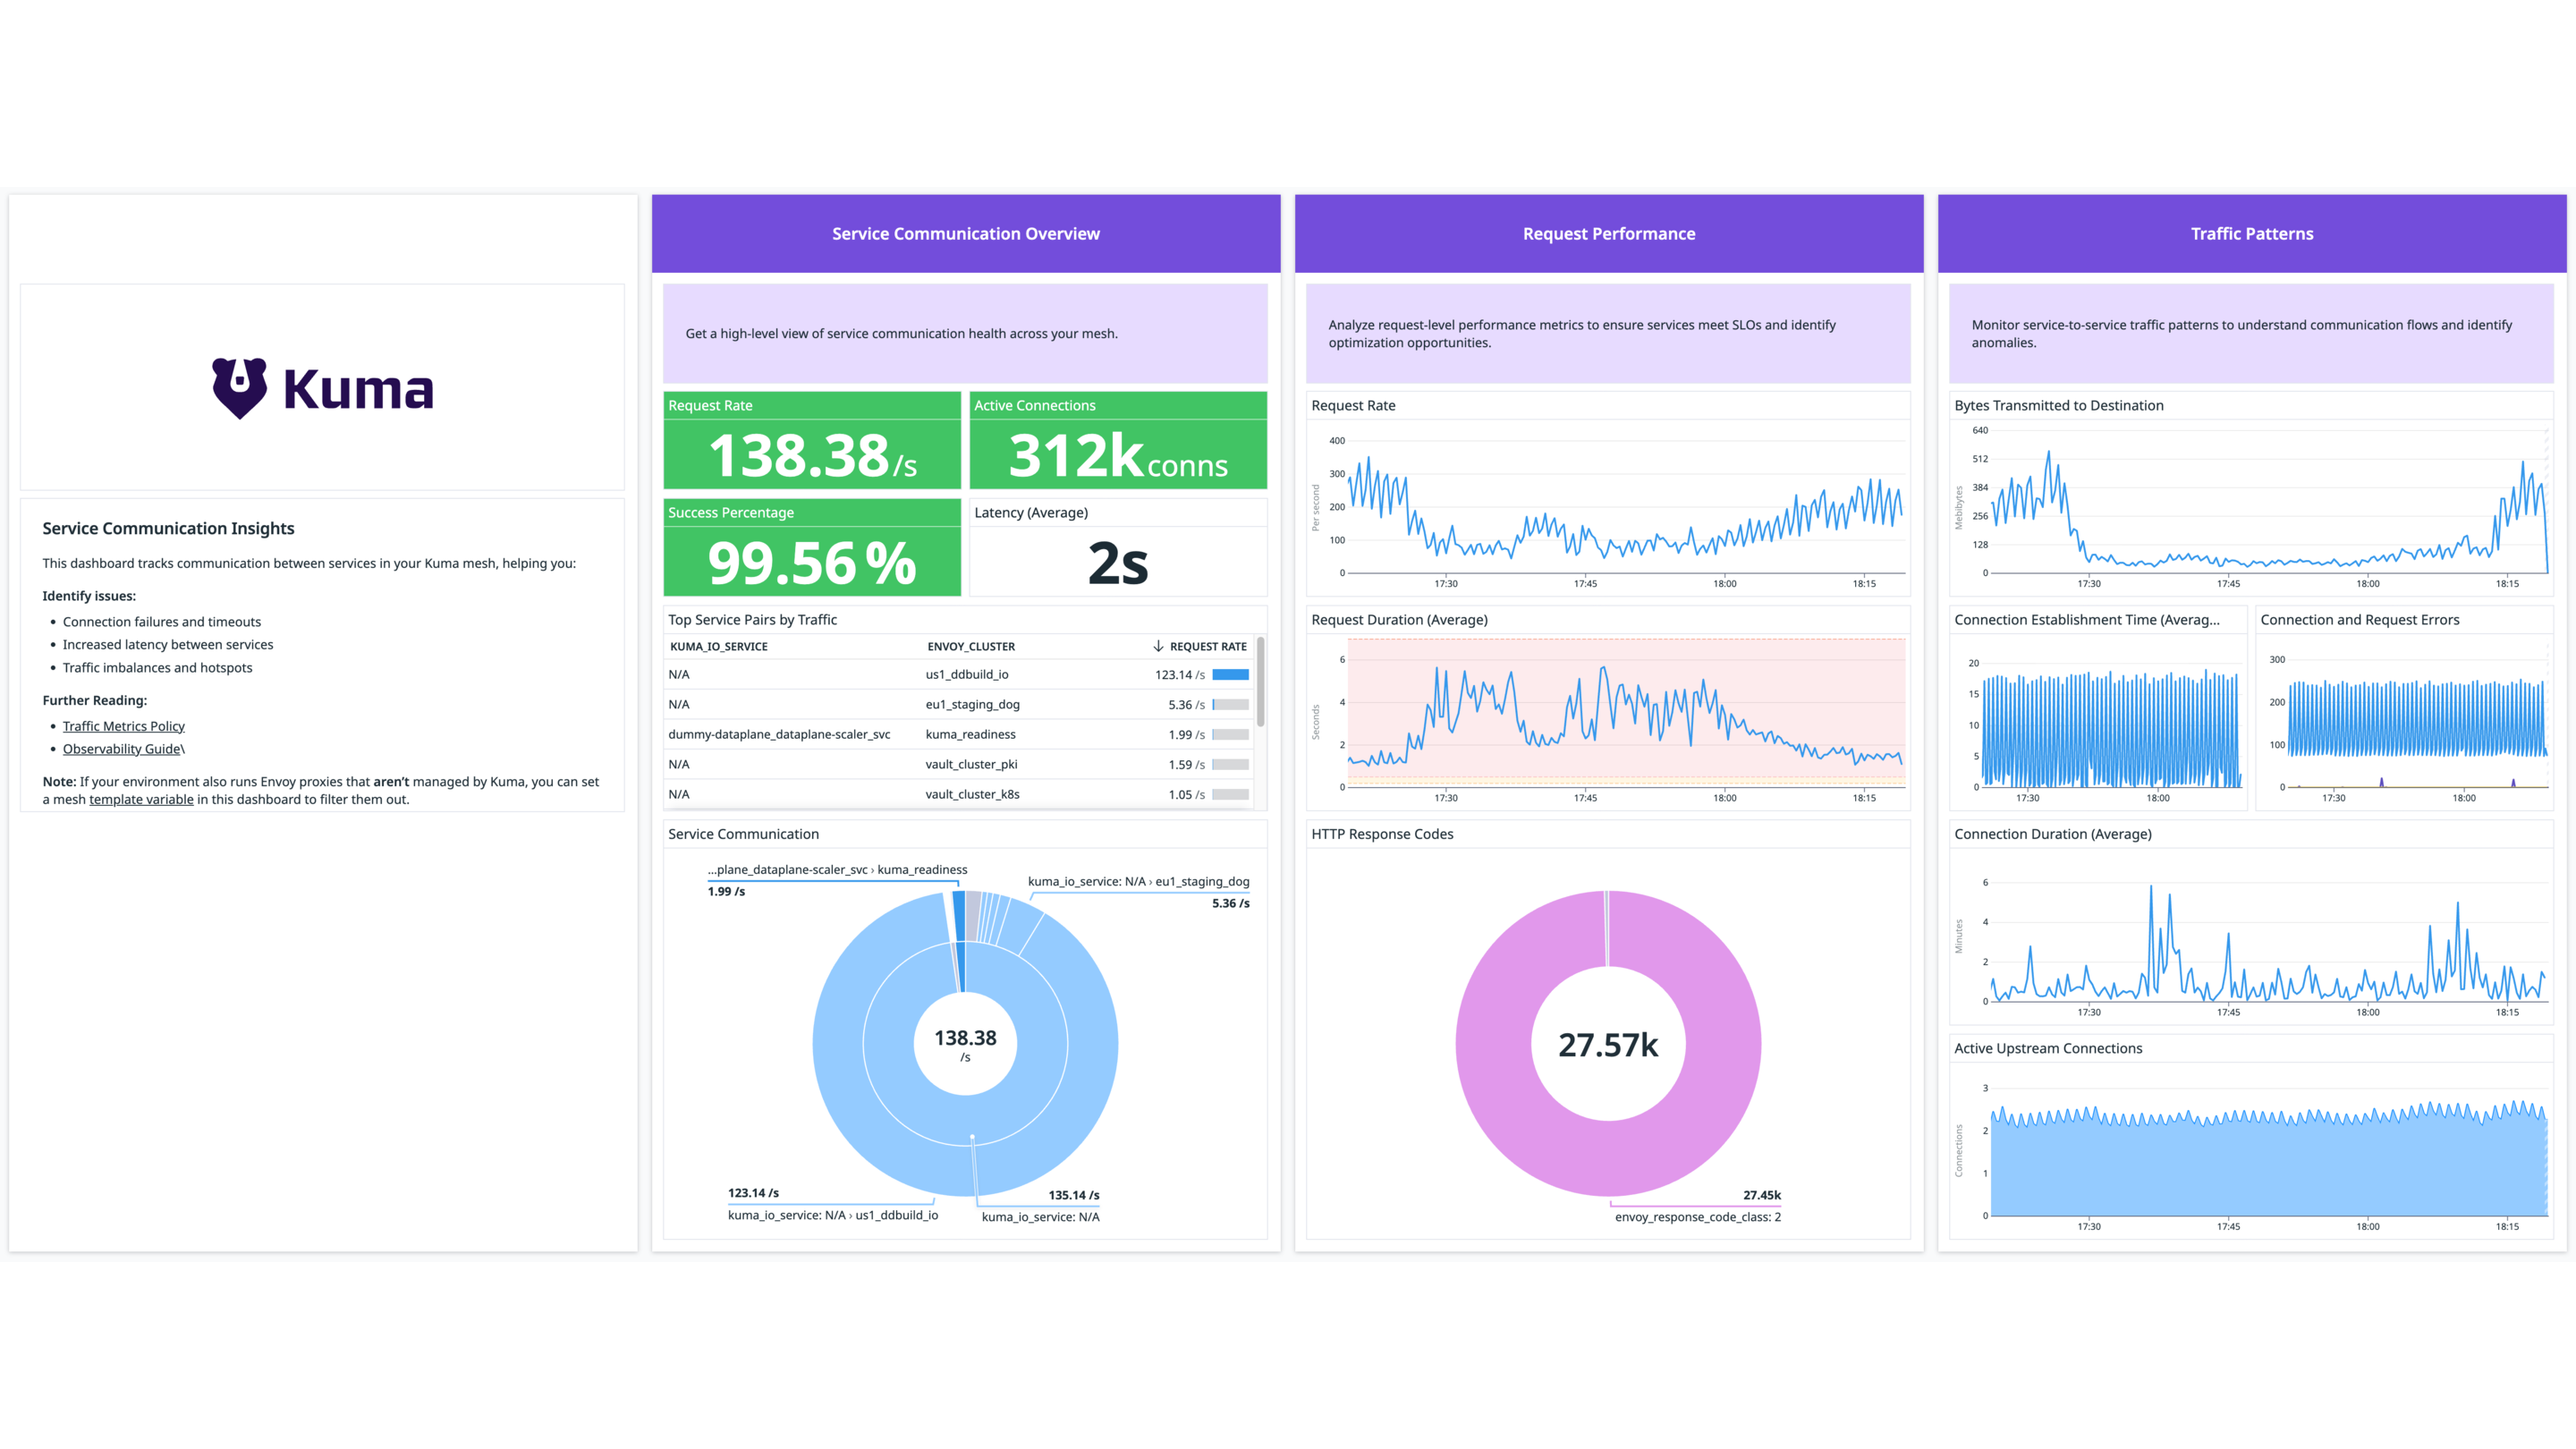 Kuma
Service Communication Insights
This dashboard tracks communication between services in your Kuma mesh, helping you:
Identify issues:
• Connection failures and timeouts
• Increased latency between services
• Traffic imbalances and hotspots
Further Reading:
• Traffic Metrics Policy
• Observability Guide\
Note: If your environment also runs Envoy proxies that aren't managed by Kuma, you can set
a mesh template variable in this dashboard to filter them out.
Service Communication Overview
Get a high-level view of service communication health across your mesh.
Request Rate
138.38/s
Active Connections
312k conns
Success Percentage
99.56%
Latency (Average)
2s
Top Service Pairs by Traffic
KUMA_IO_SERVICE ENVOY_CLUSTER ↓ REQUEST RATE
N/A us1_ddbuild_io 123.14 /s
N/A eu1_staging_dog 5.36 /s
dummy-dataplane_dataplane-scaler_svc kuma_readiness 1.99 /s
N/A vault_cluster_pki 1.59 /s
N/A vault_cluster_k8s 1.05 /s
Service Communication
...plane_dataplane-scaler_svc › kuma_readiness
1.99 /s
kuma_io_service: N/A › eu1_staging_dog
5.36 /s
138.38
/s
123.14 /s
kuma_io_service: N/A › us1_ddbuild_io
135.14 /s
kuma_io_service: N/A
Request Performance
Analyze request-level performance metrics to ensure services meet SLOs and identify
optimization opportunities.
Request Rate
Per second
400
300
200
100
0
17:30 17:45 18:00 18:15
Request Duration (Average)
Seconds
6
4
2
0
17:30 17:45 18:00 18:15
HTTP Response Codes
27.57k
27.45k
envoy_response_code_class: 2
Traffic Patterns
Monitor service-to-service traffic patterns to understand communication flows and identify
anomalies.
Bytes Transmitted to Destination
Mebibytes
640
512
384
256
128
0
17:30 17:45 18:00 18:15
Connection Establishment Time (Averag...
20
15
10
5
0
17:30 18:00
Connection and Request Errors
300
200
100
0
17:30 18:00
Connection Duration (Average)
Minutes
6
4
2
0
17:30 17:45 18:00 18:15
Active Upstream Connections
Connections
3
2
1
0
17:30 17:45 18:00 18:15